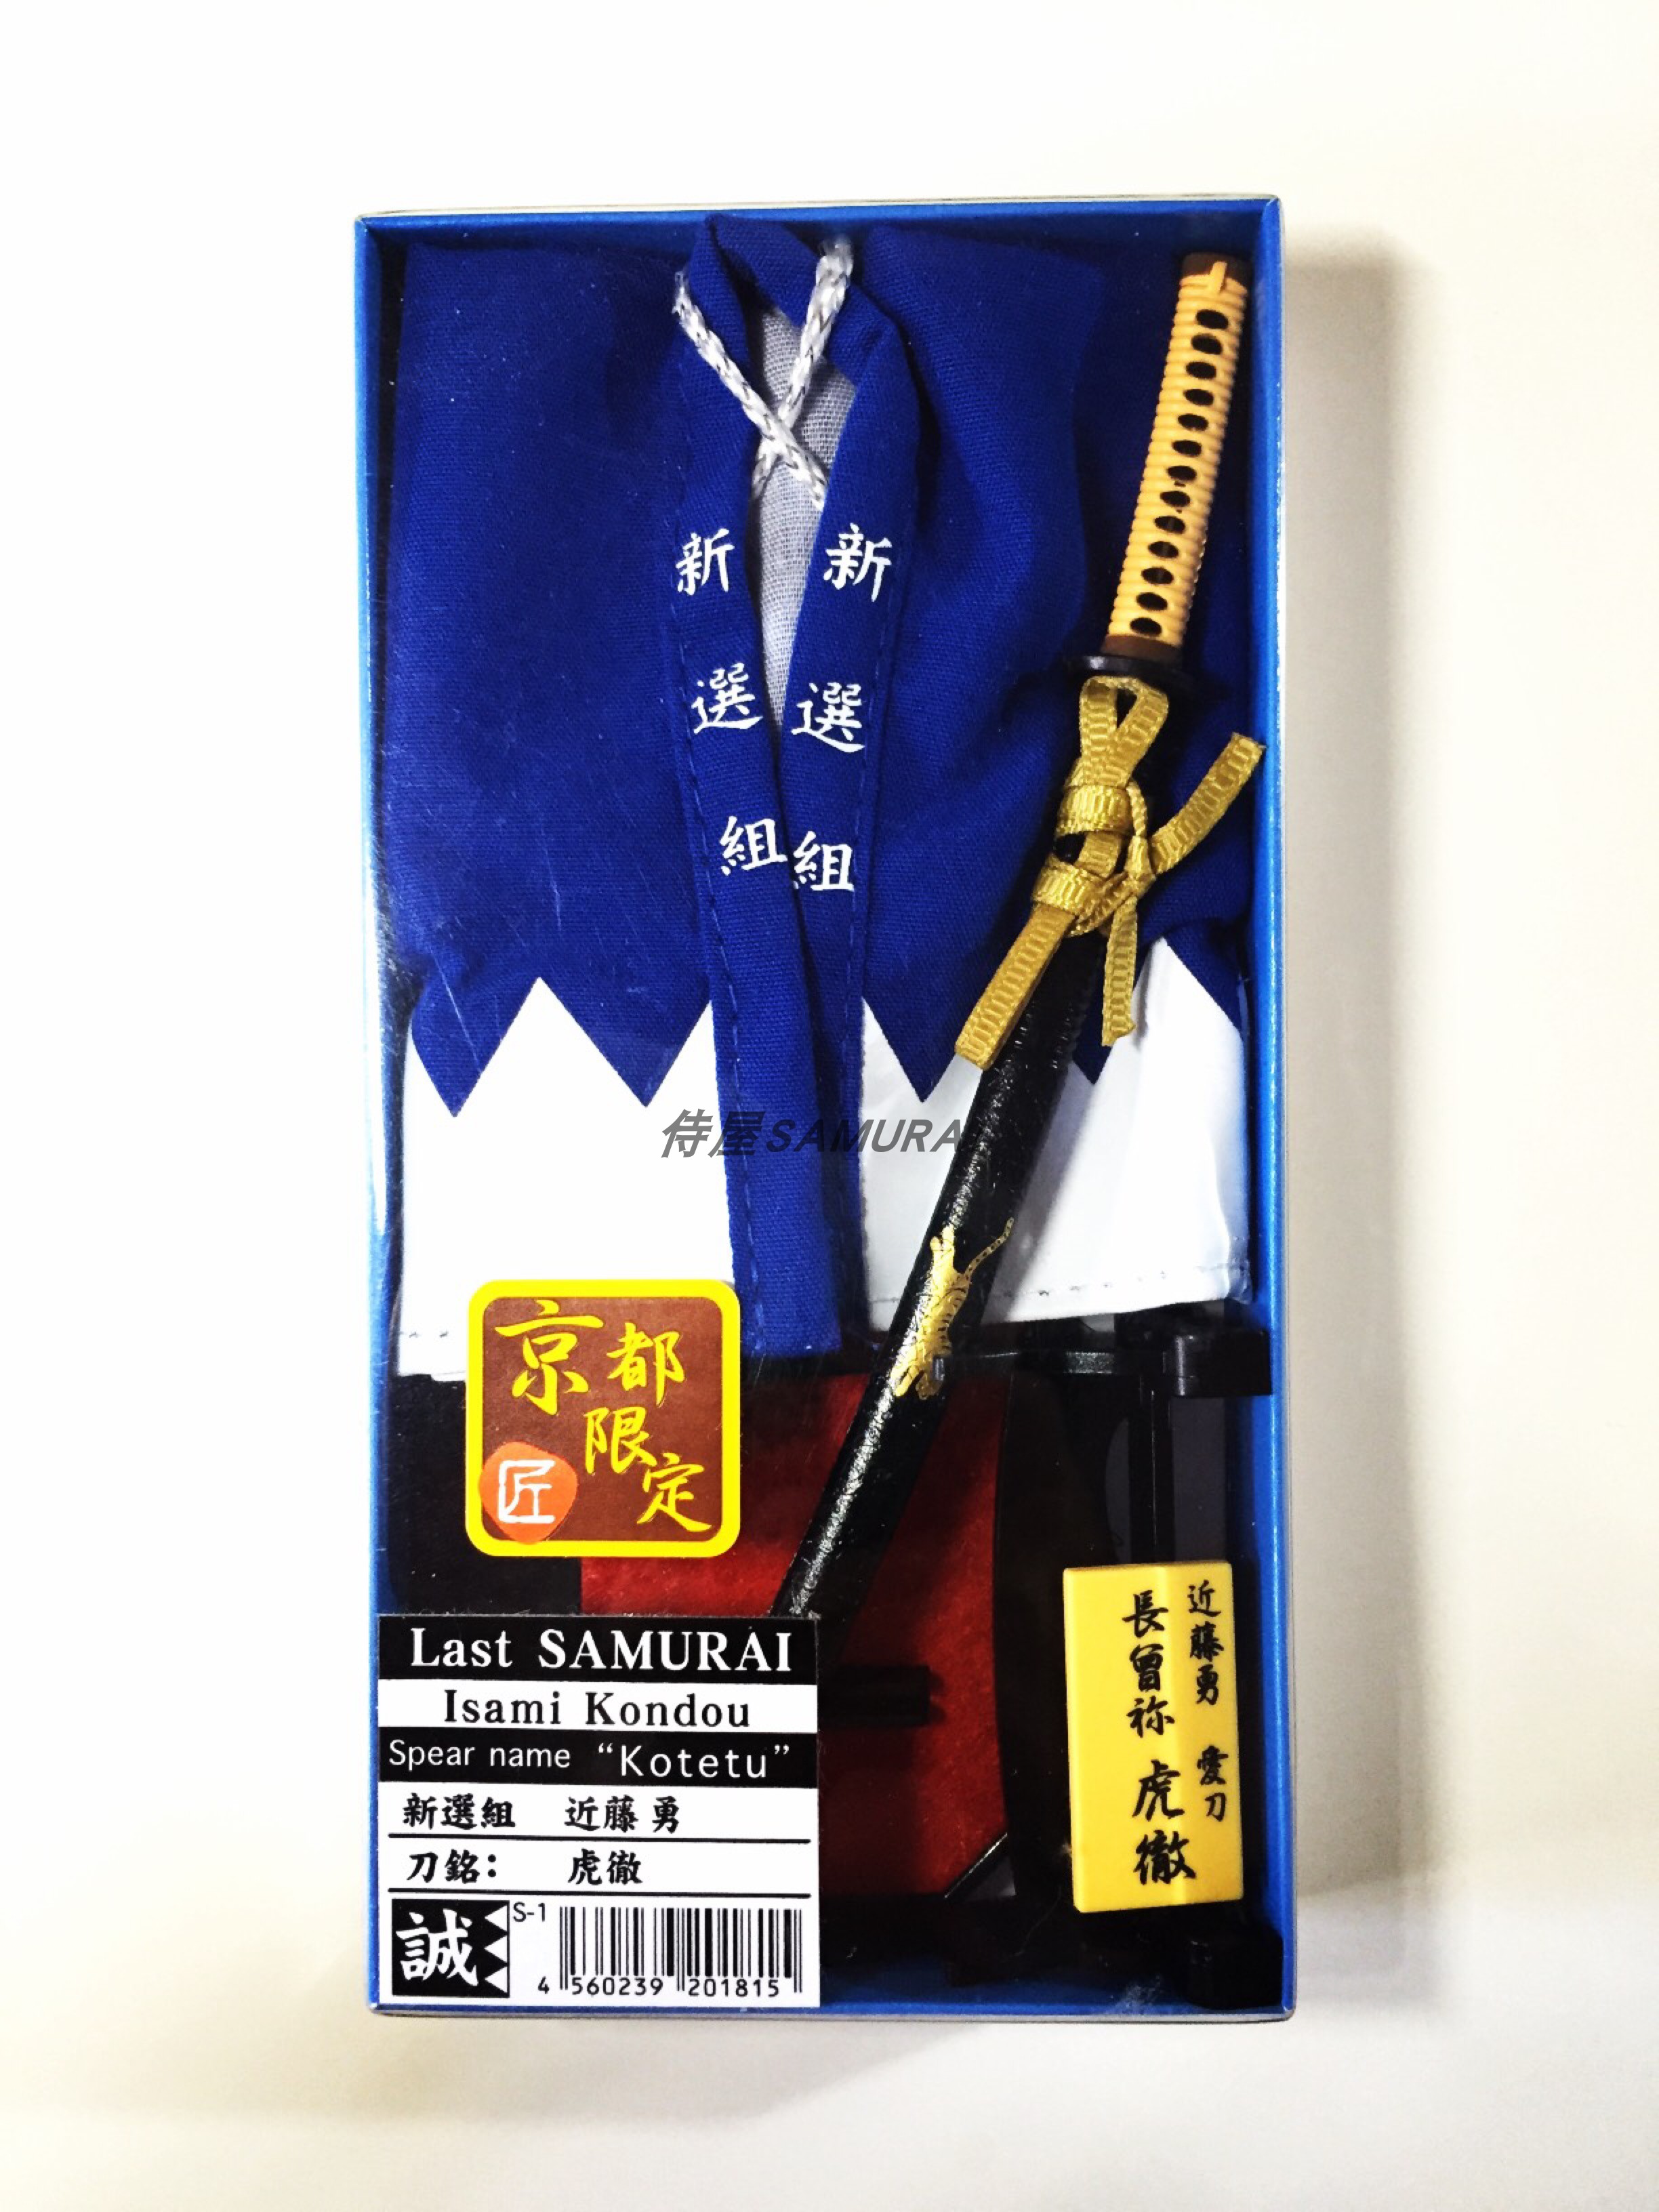 新選組
新選組
侍屋SAMURA
京都
限定
匠
Last SAMURAI
Isami Kondou
Spear name “Kotetu”
新選組 近藤 勇
刀銘: 虎徹
誠
S-1
4 560239 201815
近藤勇 愛刀
長曾祢 虎徹